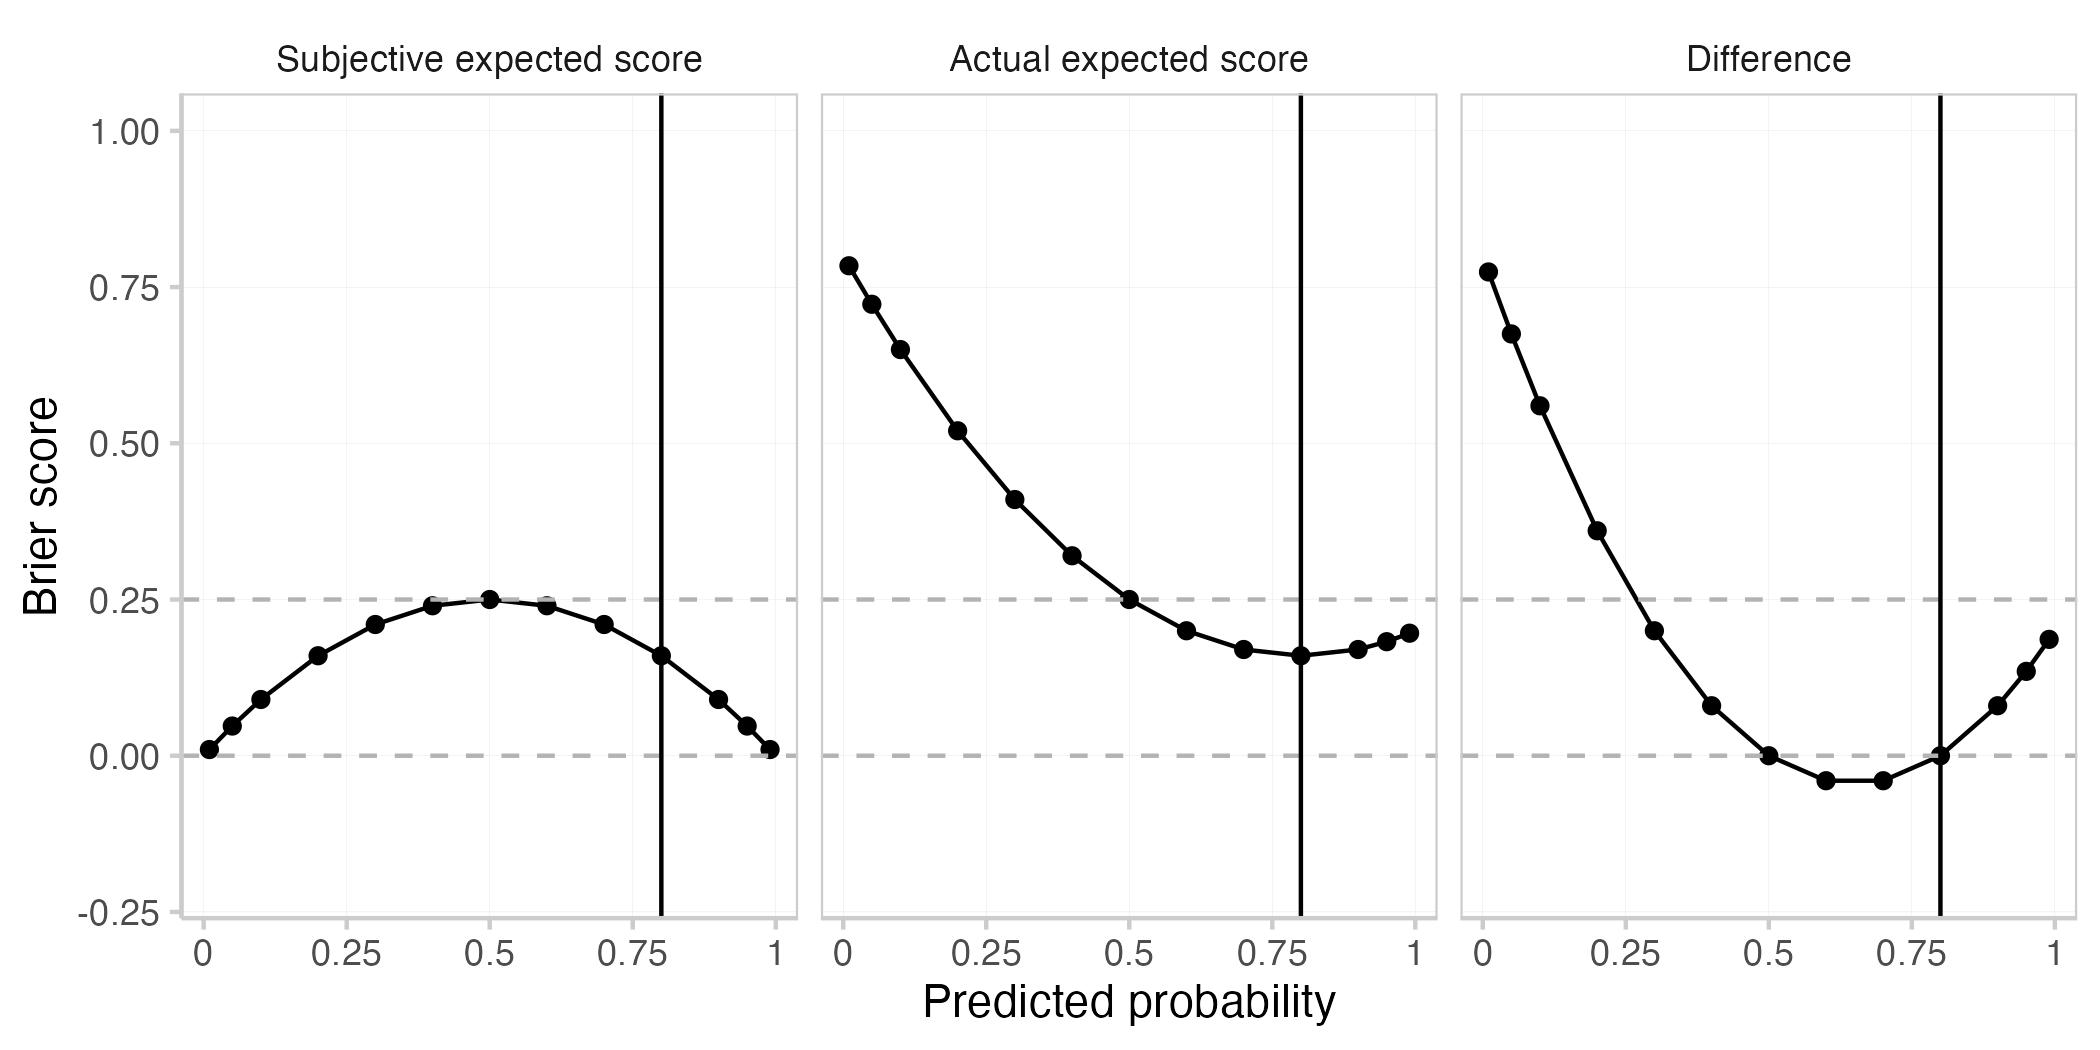 Subjective expected score
Actual expected score
Difference
Brier score
1.00
0.75
0.50
0.25
0.00
-0.25
0 0.25 0.5 0.75 1
0 0.25 0.5 0.75 1
0 0.25 0.5 0.75 1
Predicted probability